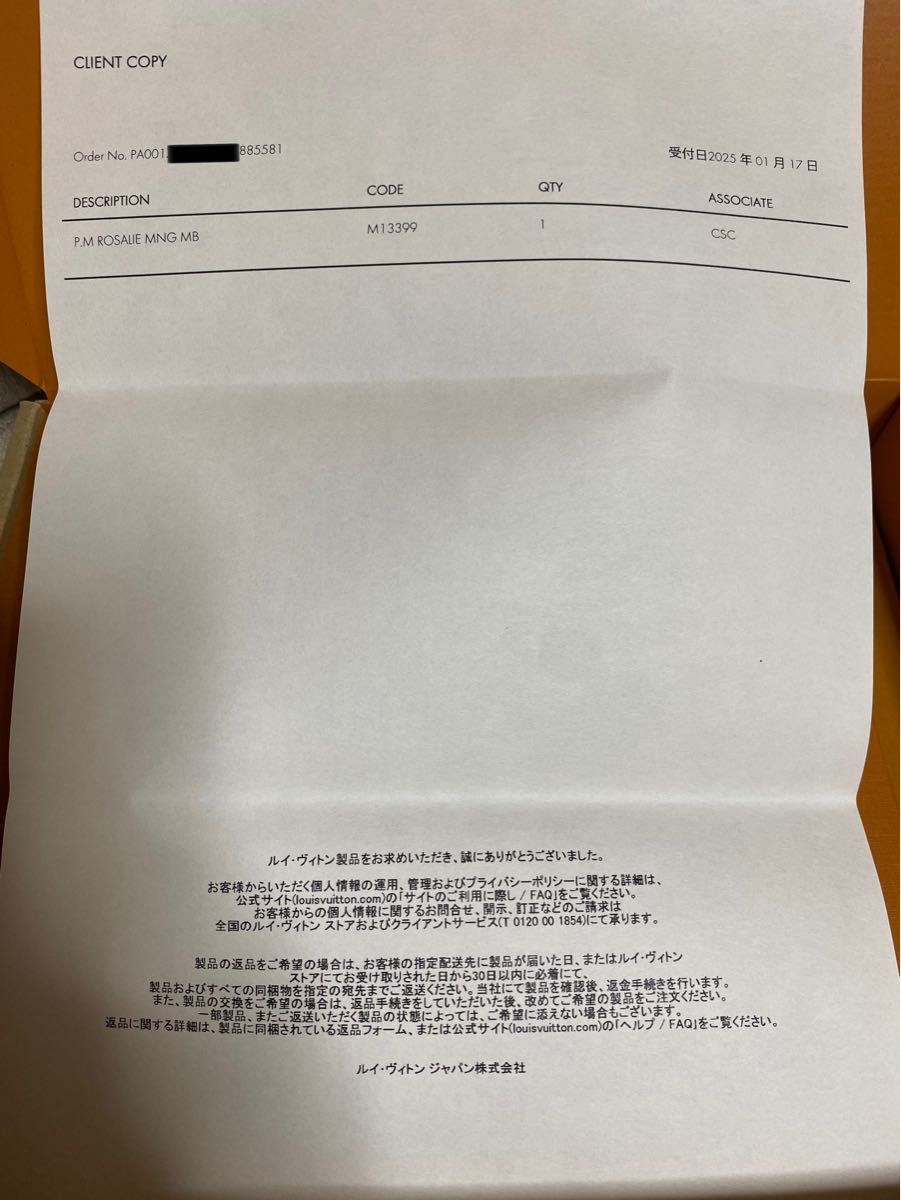 CLIENT COPY
Order No. PA001 885581
受付日2025 年 01 月 17 日
DESCRIPTION CODE QTY ASSOCIATE
P.M ROSALIE MNG MB M13399 1 CSC
ルイ・ヴィトン製品をお求めいただき、誠にありがとうございました。
お客様からいただく個人情報の運用、管理およびプライバシーポリシーに関する詳細は、
公式サイト(louisvuitton.com)の「サイトのご利用に際し / FAQ」をご覧ください。
お客様からの個人情報に関するお問合せ、開示、訂正などのご請求は
全国のルイ・ヴィトン ストアおよびクライアントサービス(T 0120 00 1854)にて承ります。
製品の返品をご希望の場合は、お客様の指定配送先に製品が届いた日、またはルイ・ヴィトン
ストアにてお受け取りされた日から30日以内に必着にて、
製品およびすべての同梱物を指定の宛先までご返送ください。当社にて製品を確認後、返金手続きを行います。
また、製品の交換をご希望の場合は、返品手続きをしていただいた後、改めてご希望の製品をご注文ください。
一部製品、またご返送いただく製品の状態によっては、ご希望に添えない場合もございます。
返品に関する詳細は、製品に同梱されている返品フォーム、または公式サイト(louisvuitton.com)の「ヘルプ / FAQ」をご覧ください。
ルイ・ヴィトン ジャパン株式会社